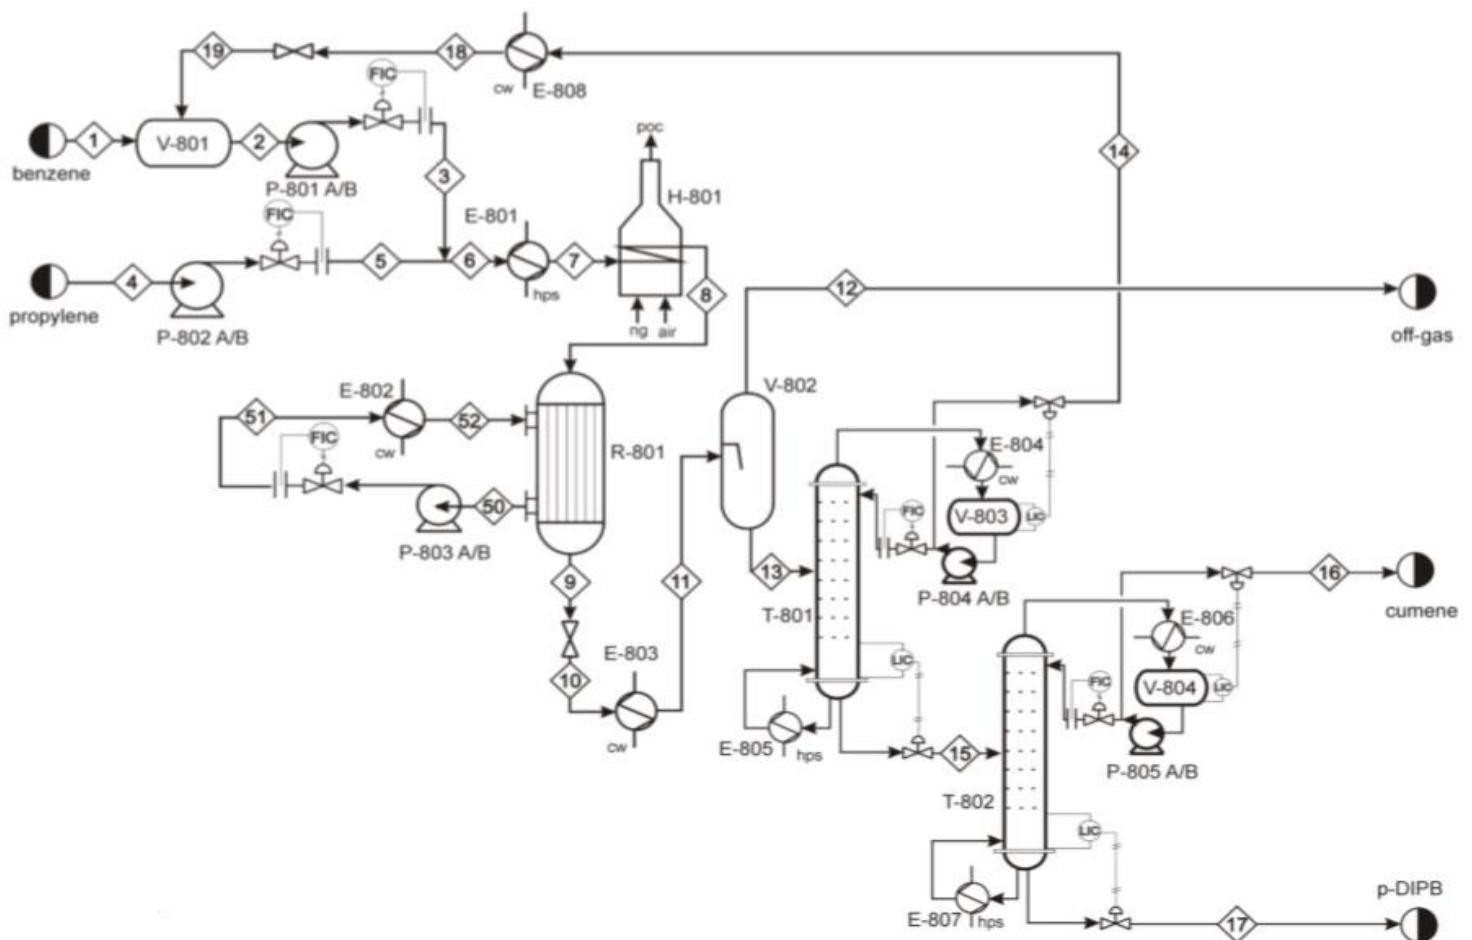 19
18
cw
E-808
FIC
14
1
V-801
2
benzene
P-801 A/B
3
poc
H-801
FIC
E-801
4
5
6
7
hps
8
propylene
P-802 A/B
ng
air
12
off-gas
E-802
51
52
cw
FIC
R-801
50
P-803 A/B
V-802
E-804
cw
V-803
LIC
FIC
P-804 A/B
9
11
13
T-801
10
E-803
cw
LIC
E-805
hps
15
16
cumene
E-806
cw
V-804
LIC
FIC
P-805 A/B
T-802
LIC
E-807
hps
17
p-DIPB